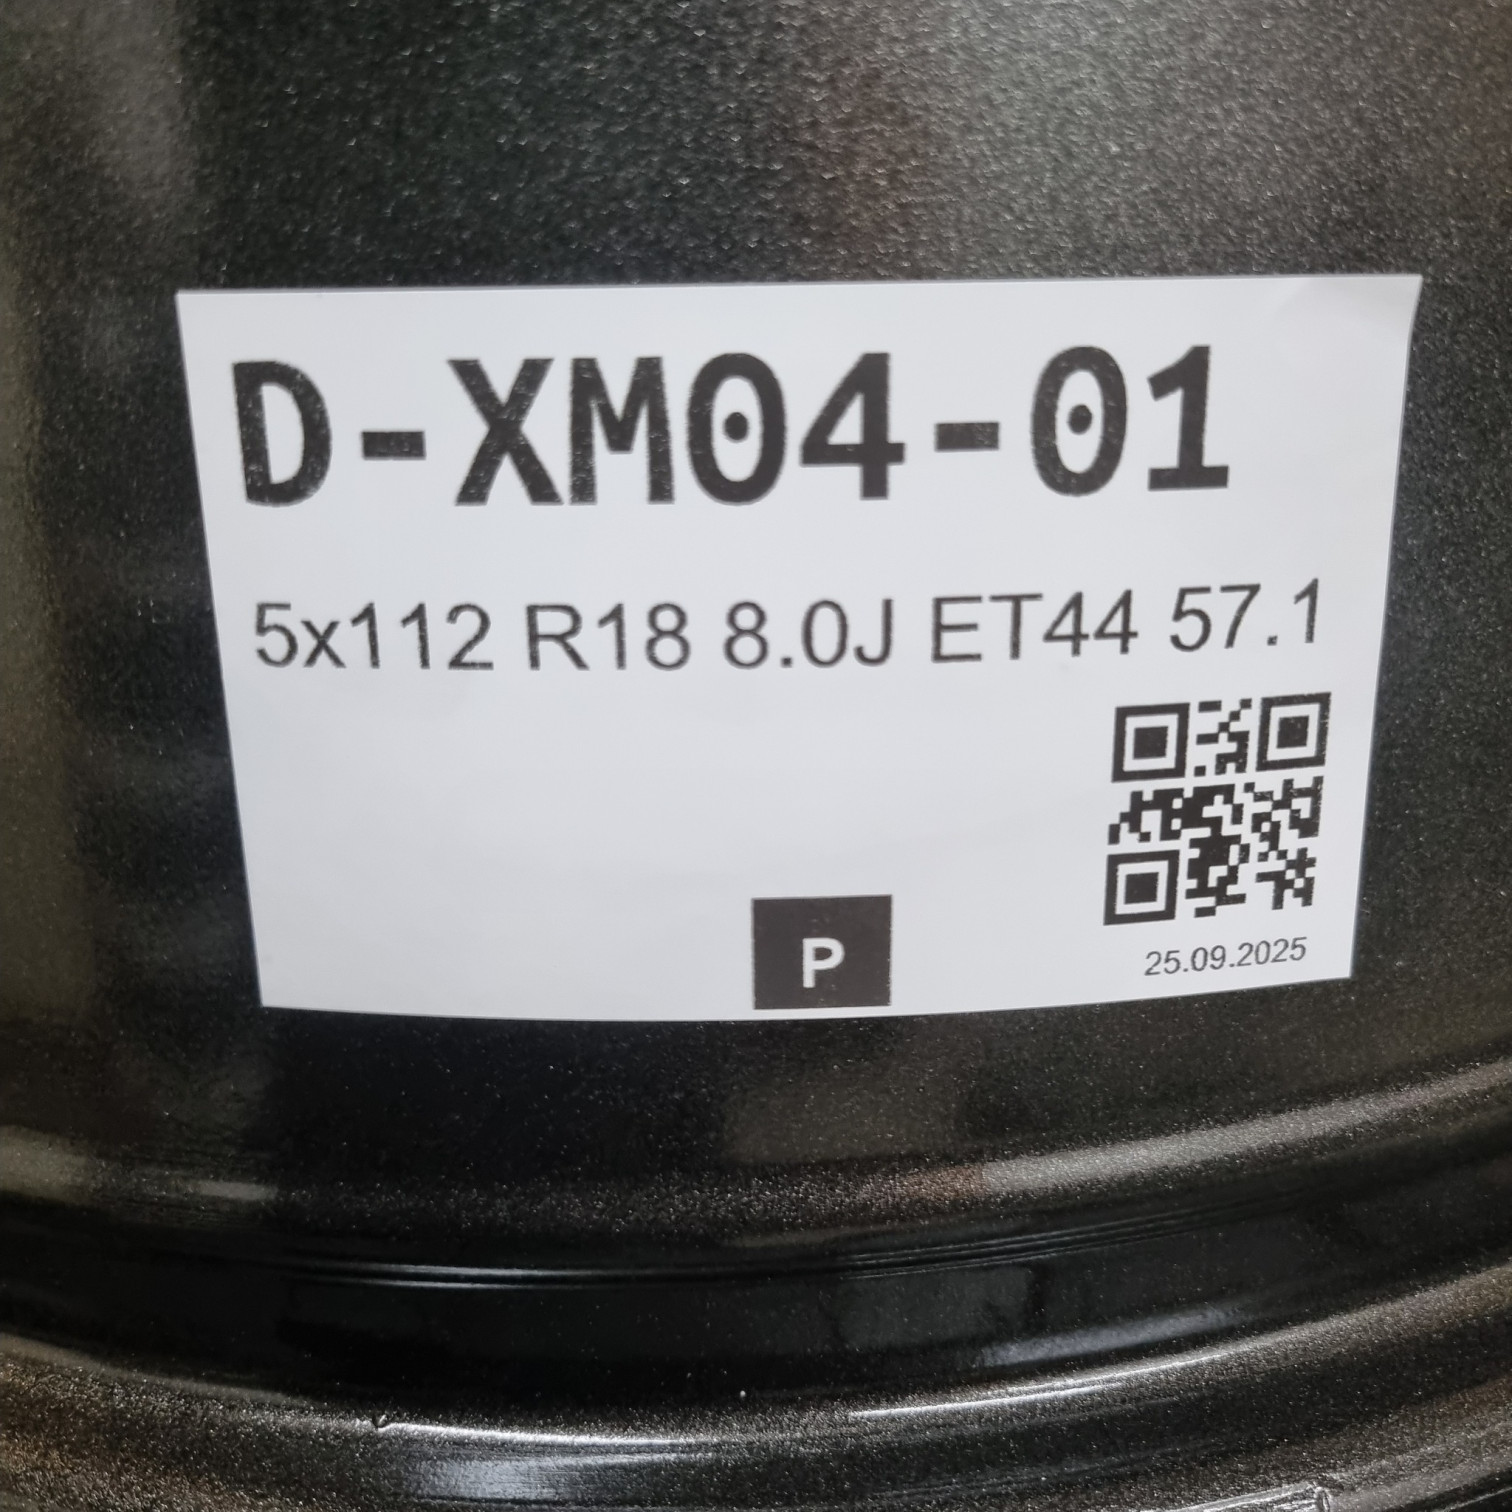 D-XM04-01
5x112 R18 8.0J ET44 57.1
P
25.09.2025